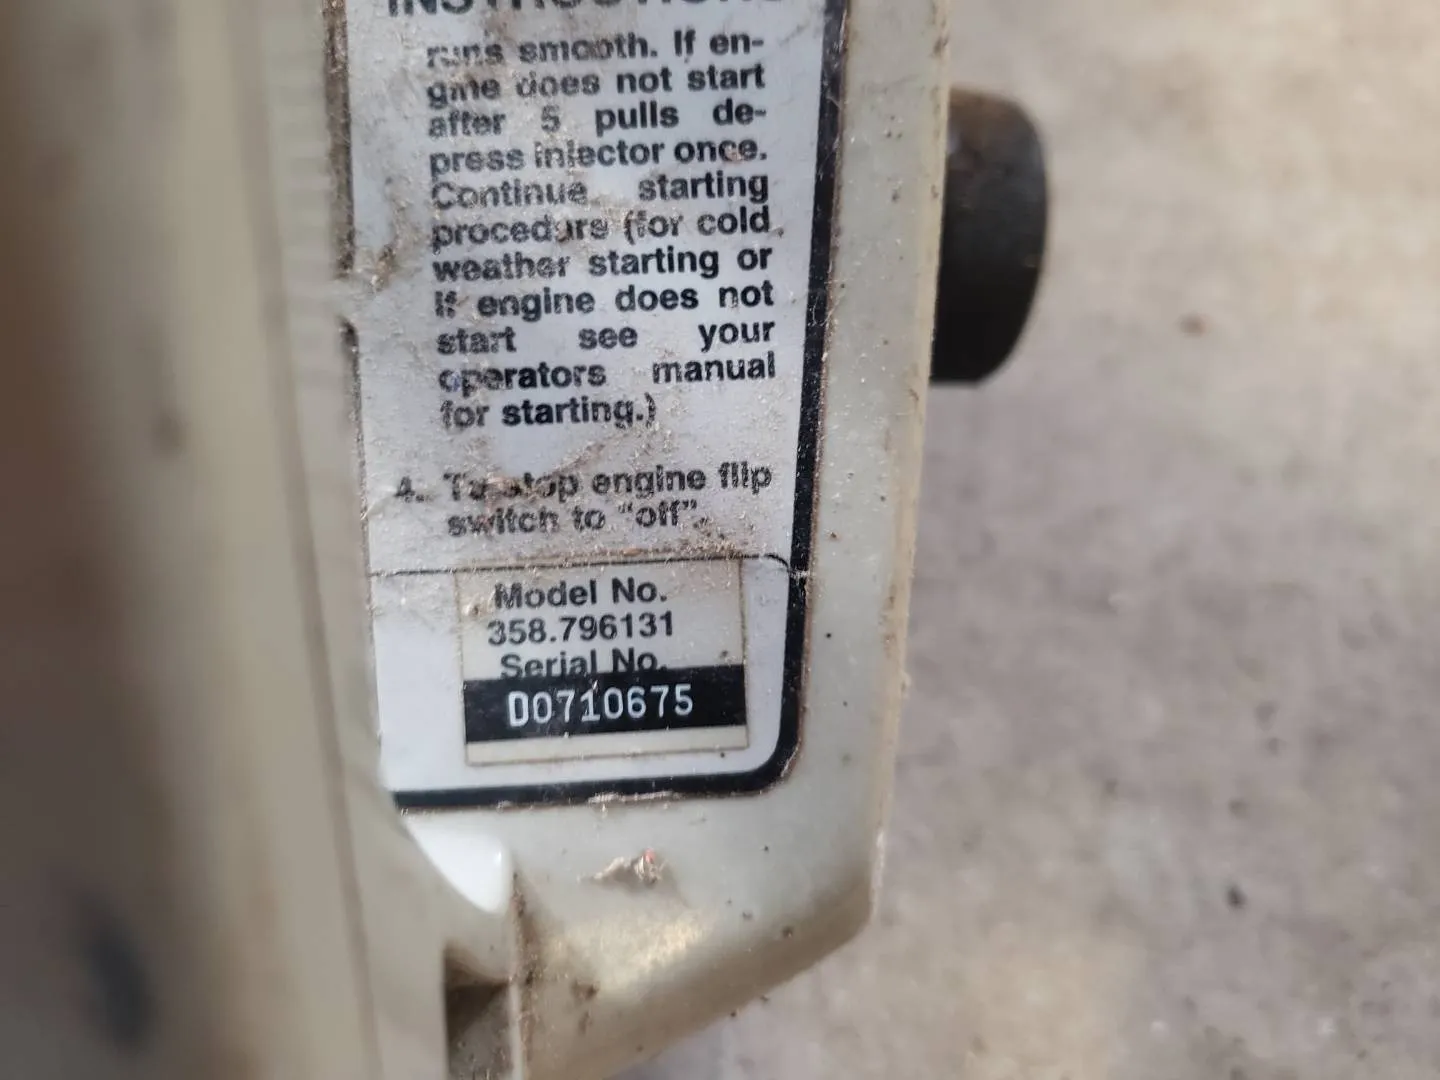 INSTRUCTIONS
runs smooth. If en-
gine does not start
after 5 pulls de-
press injector once.
Continue starting
procedure (for cold
weather starting or
if engine does not
start see your
operators manual
for starting.)
4. To stop engine flip
switch to "off".
Model No.
358.796131
Serial No.
D0710675